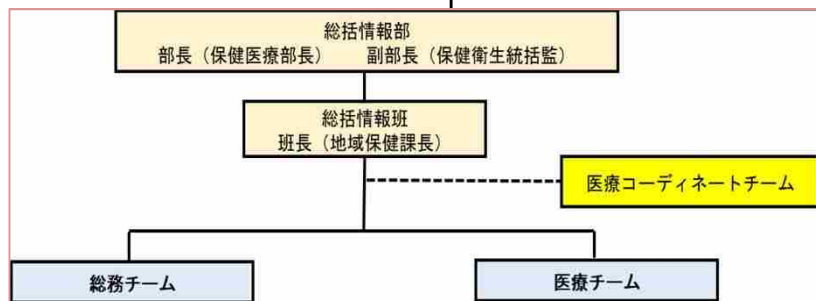 総括情報部
部長（保健医療部長）　　副部長（保健衛生統括監）
総括情報班
班長（地域保健課長）
医療コーディネートチーム
総務チーム
医療チーム